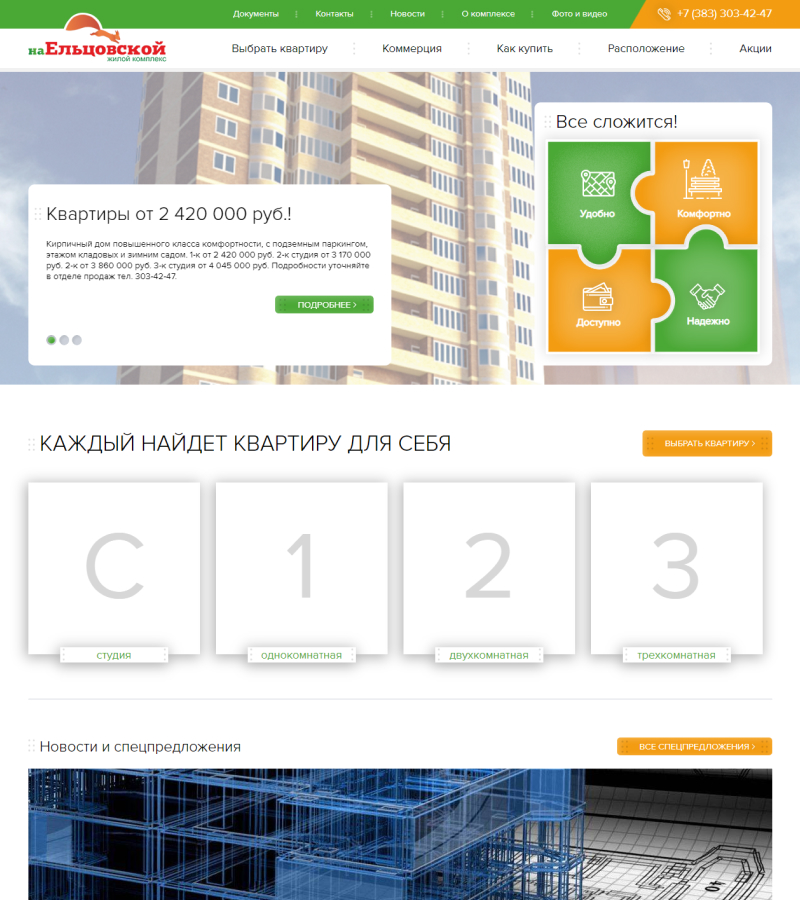 Документы
Контакты
Новости
О комплексе
Фото и видео
+7 (383) 303-42-47
наЕльцовской
ЖИЛОЙ КОМПЛЕКС
Выбрать квартиру
Коммерция
Как купить
Расположение
Акции
Все сложится!
Удобно
Комфортно
Доступно
Надежно
Квартиры от 2 420 000 руб.!
Кирпичный дом повышенного класса комфортности, с подземным паркингом,
этажом кладовых и зимним садом. 1-к от 2 420 000 руб. 2-к студия от 3 170 000
руб. 2-к от 3 860 000 руб. 3-к студия от 4 045 000 руб. Подробности уточняйте
в отделе продаж тел. 303-42-47.
ПОДРОБНЕЕ >
КАЖДЫЙ НАЙДЕТ КВАРТИРУ ДЛЯ СЕБЯ
ВЫБРАТЬ КВАРТИРУ >
С
1
2
3
студия
однокомнатная
двухкомнатная
трехкомнатная
Новости и спецпредложения
ВСЕ СПЕЦПРЕДЛОЖЕНИЯ >